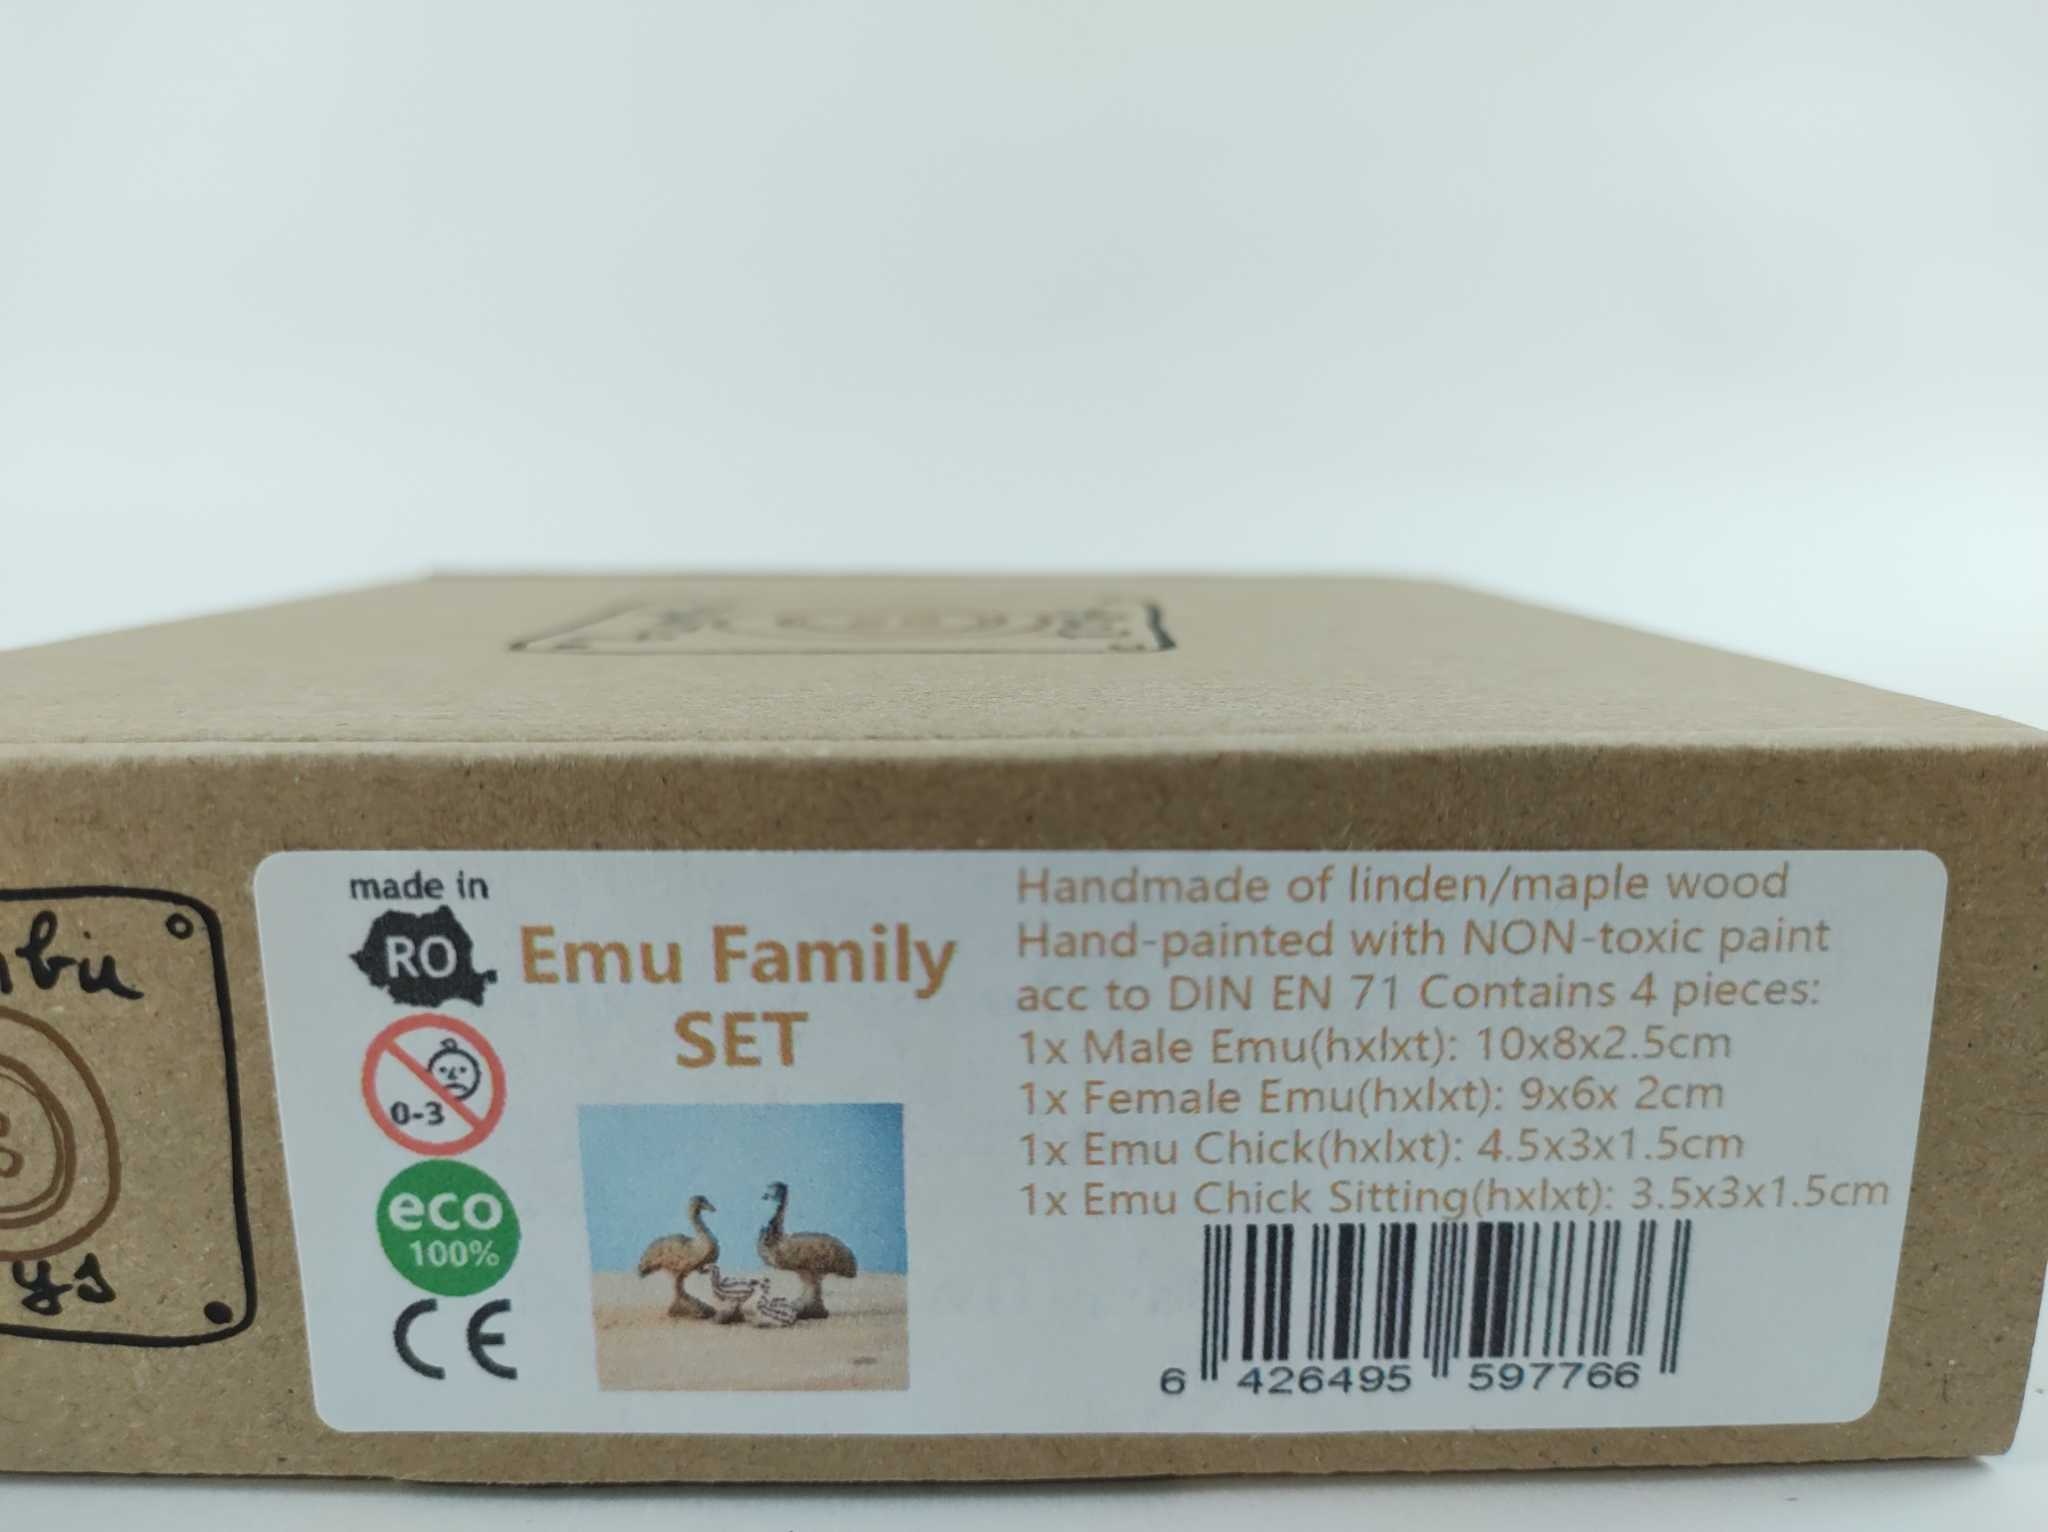 made in
RO
Emu Family
SET
0-3
eco
100%
CE
Handmade of linden/maple wood
Hand-painted with NON-toxic paint
acc to DIN EN 71 Contains 4 pieces:
1x Male Emu(hxlxt): 10x8x2.5cm
1x Female Emu(hxlxt): 9x6x 2cm
1x Emu Chick(hxlxt): 4.5x3x1.5cm
1x Emu Chick Sitting(hxlxt): 3.5x3x1.5cm
6 426495 597766